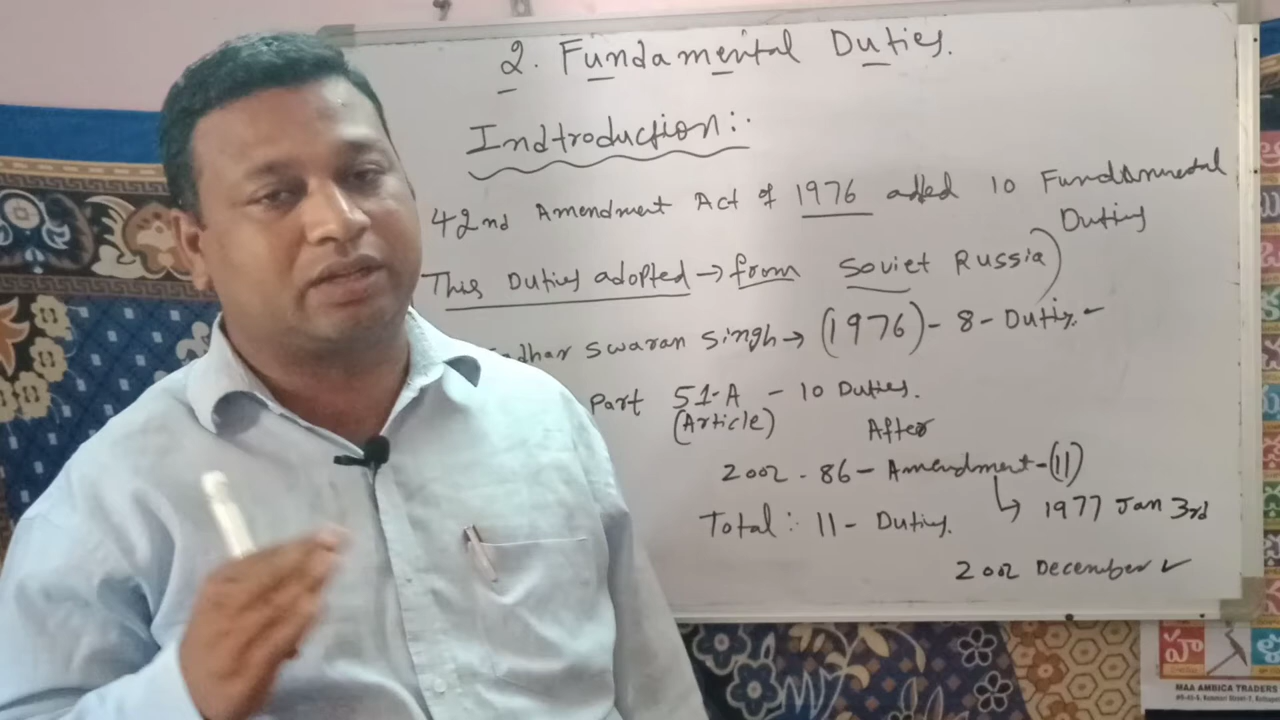 2. Fundamental Duties.
Indtroduction:.
42nd Amendment Act of 1976 added 10 Fundamental
Duties
This Duties adopted → from Soviet Russia)
Swaran Singh → (1976) - 8 - Duties. -
Part 51-A - 10 Duties.
(Article) After
2002 - 86 - Amendment - (11)
Total: 11 - Duties. ↳ 1977 Jan 3rd
2002 December ✓
MAA AMBICA TRADERS